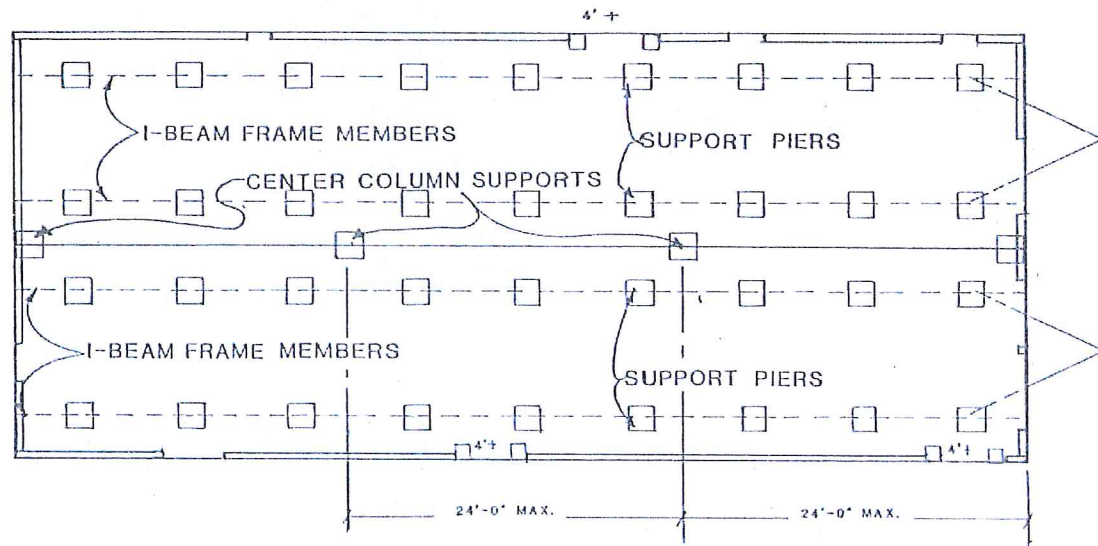 4' +
I-BEAM FRAME MEMBERS
SUPPORT PIERS
CENTER COLUMN SUPPORTS
I-BEAM FRAME MEMBERS
SUPPORT PIERS
4'+
4'+
24'-0" MAX.
24'-0" MAX.